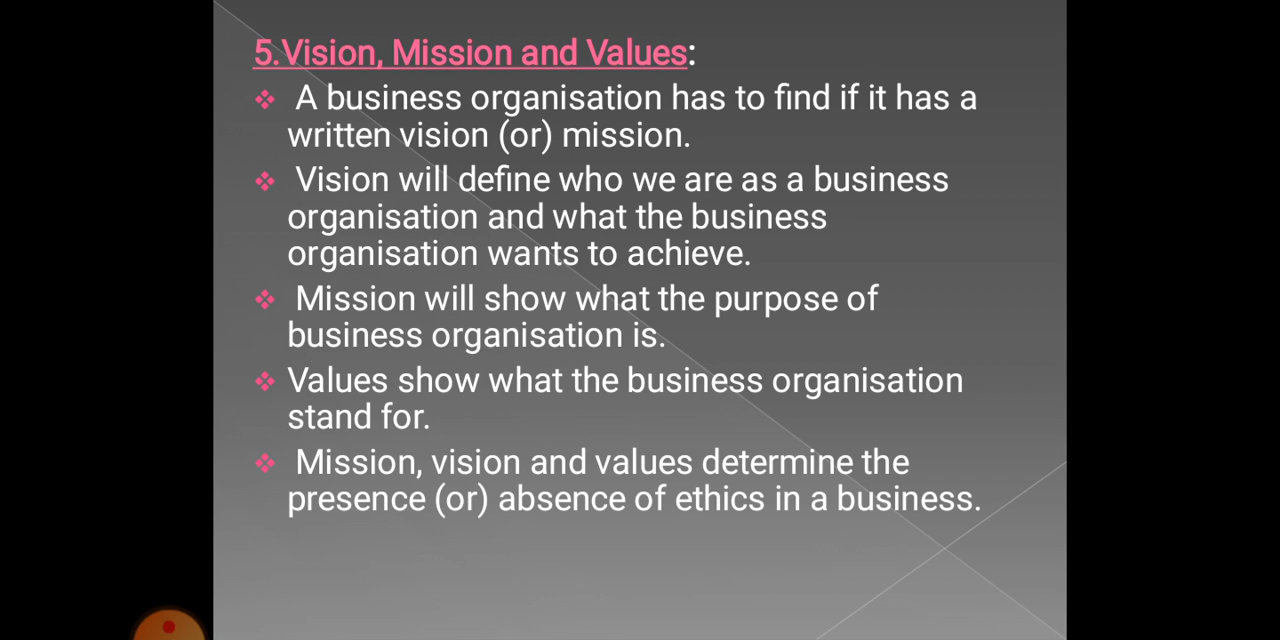 5.Vision, Mission and Values:
❖ A business organisation has to find if it has a
written vision (or) mission.
❖ Vision will define who we are as a business
organisation and what the business
organisation wants to achieve.
❖ Mission will show what the purpose of
business organisation is.
❖ Values show what the business organisation
stand for.
❖ Mission, vision and values determine the
presence (or) absence of ethics in a business.